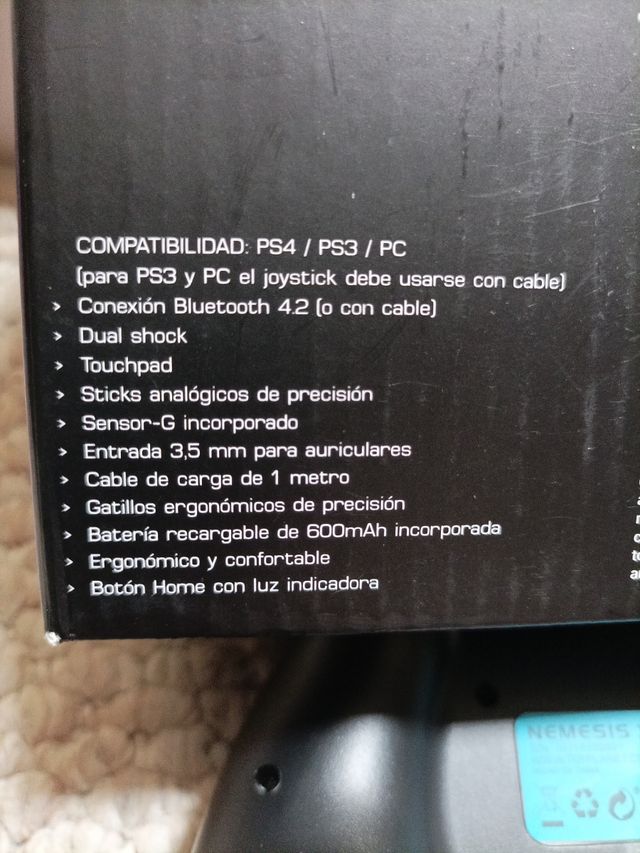 COMPATIBILIDAD: PS4 / PS3 / PC
(para PS3 y PC el joystick debe usarse con cable)
> Conexión Bluetooth 4.2 (o con cable)
> Dual shock
> Touchpad
> Sticks analógicos de precisión
> Sensor-G incorporado
> Entrada 3,5 mm para auriculares
> Cable de carga de 1 metro
> Gatillos ergonómicos de precisión
> Batería recargable de 600mAh incorporada
> Ergonómico y confortable
> Botón Home con luz indicadora
NEMESIS